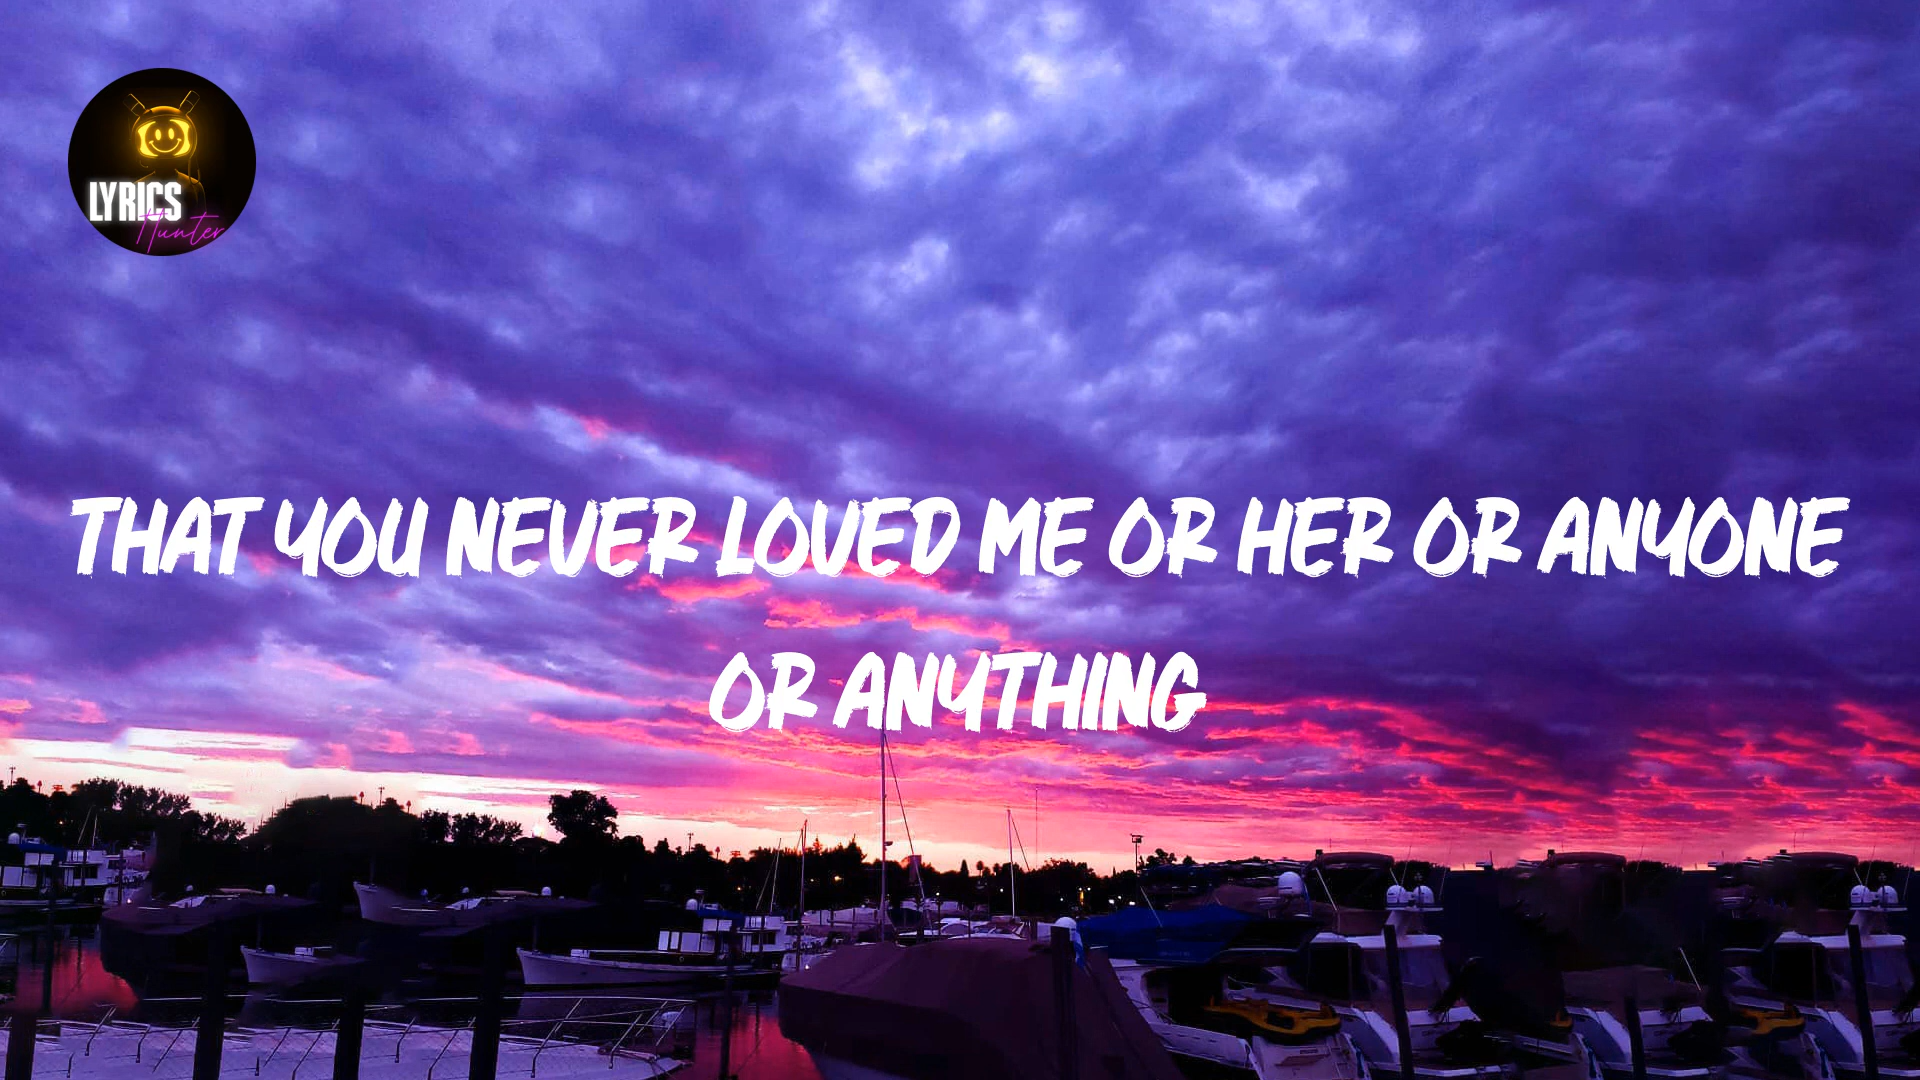 LYRICS
Hunter
THAT YOU NEVER LOVED ME OR HER OR ANYONE
OR ANYTHING